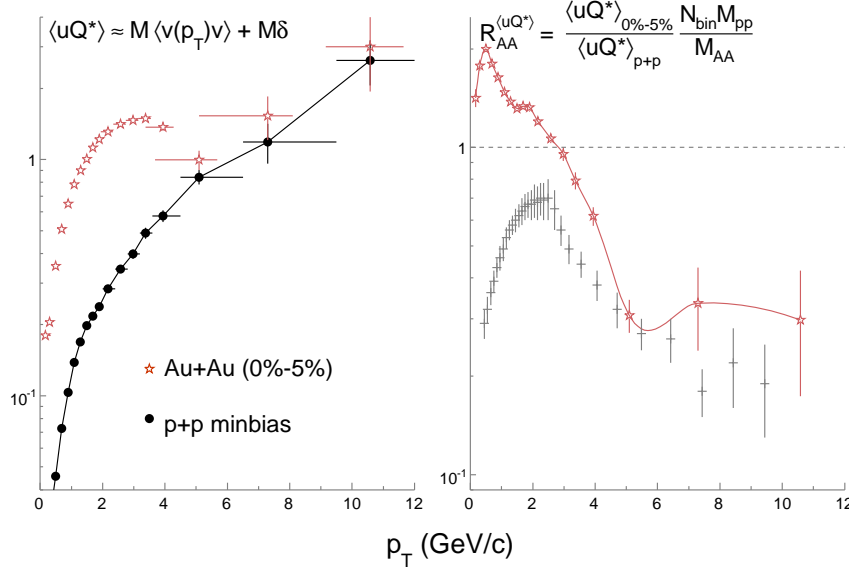 ⟨uQ*⟩ ≈ M ⟨v(p_T)v⟩ + Mδ
1
10^-1
Au+Au (0%-5%)
p+p minbias
0 2 4 6 8 10 12
R_AA^⟨uQ*⟩ = ⟨uQ*⟩_0%-5% / ⟨uQ*⟩_p+p N_bin M_pp / M_AA
1
10^-1
0 2 4 6 8 10 12
p_T (GeV/c)